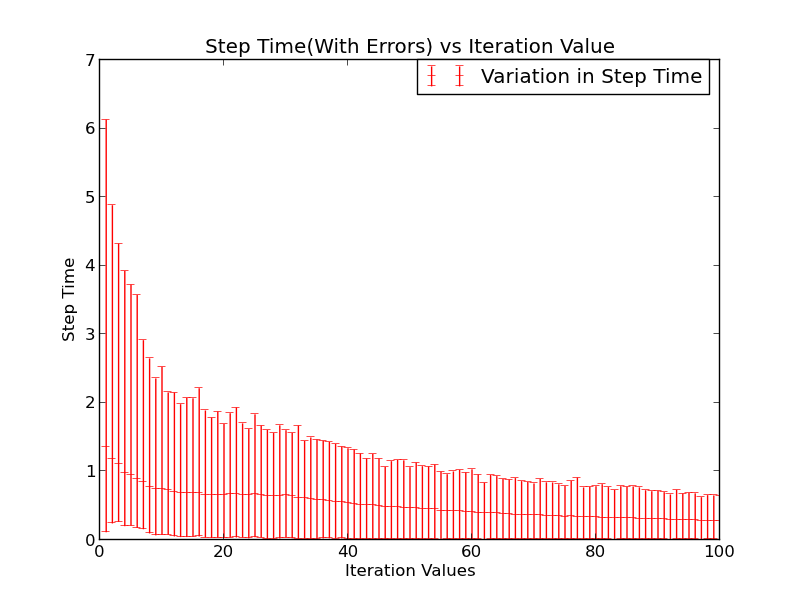 Step Time(With Errors) vs Iteration Value
Variation in Step Time
7
6
5
4
3
2
1
0
Step Time
0 20 40 60 80 100
Iteration Values